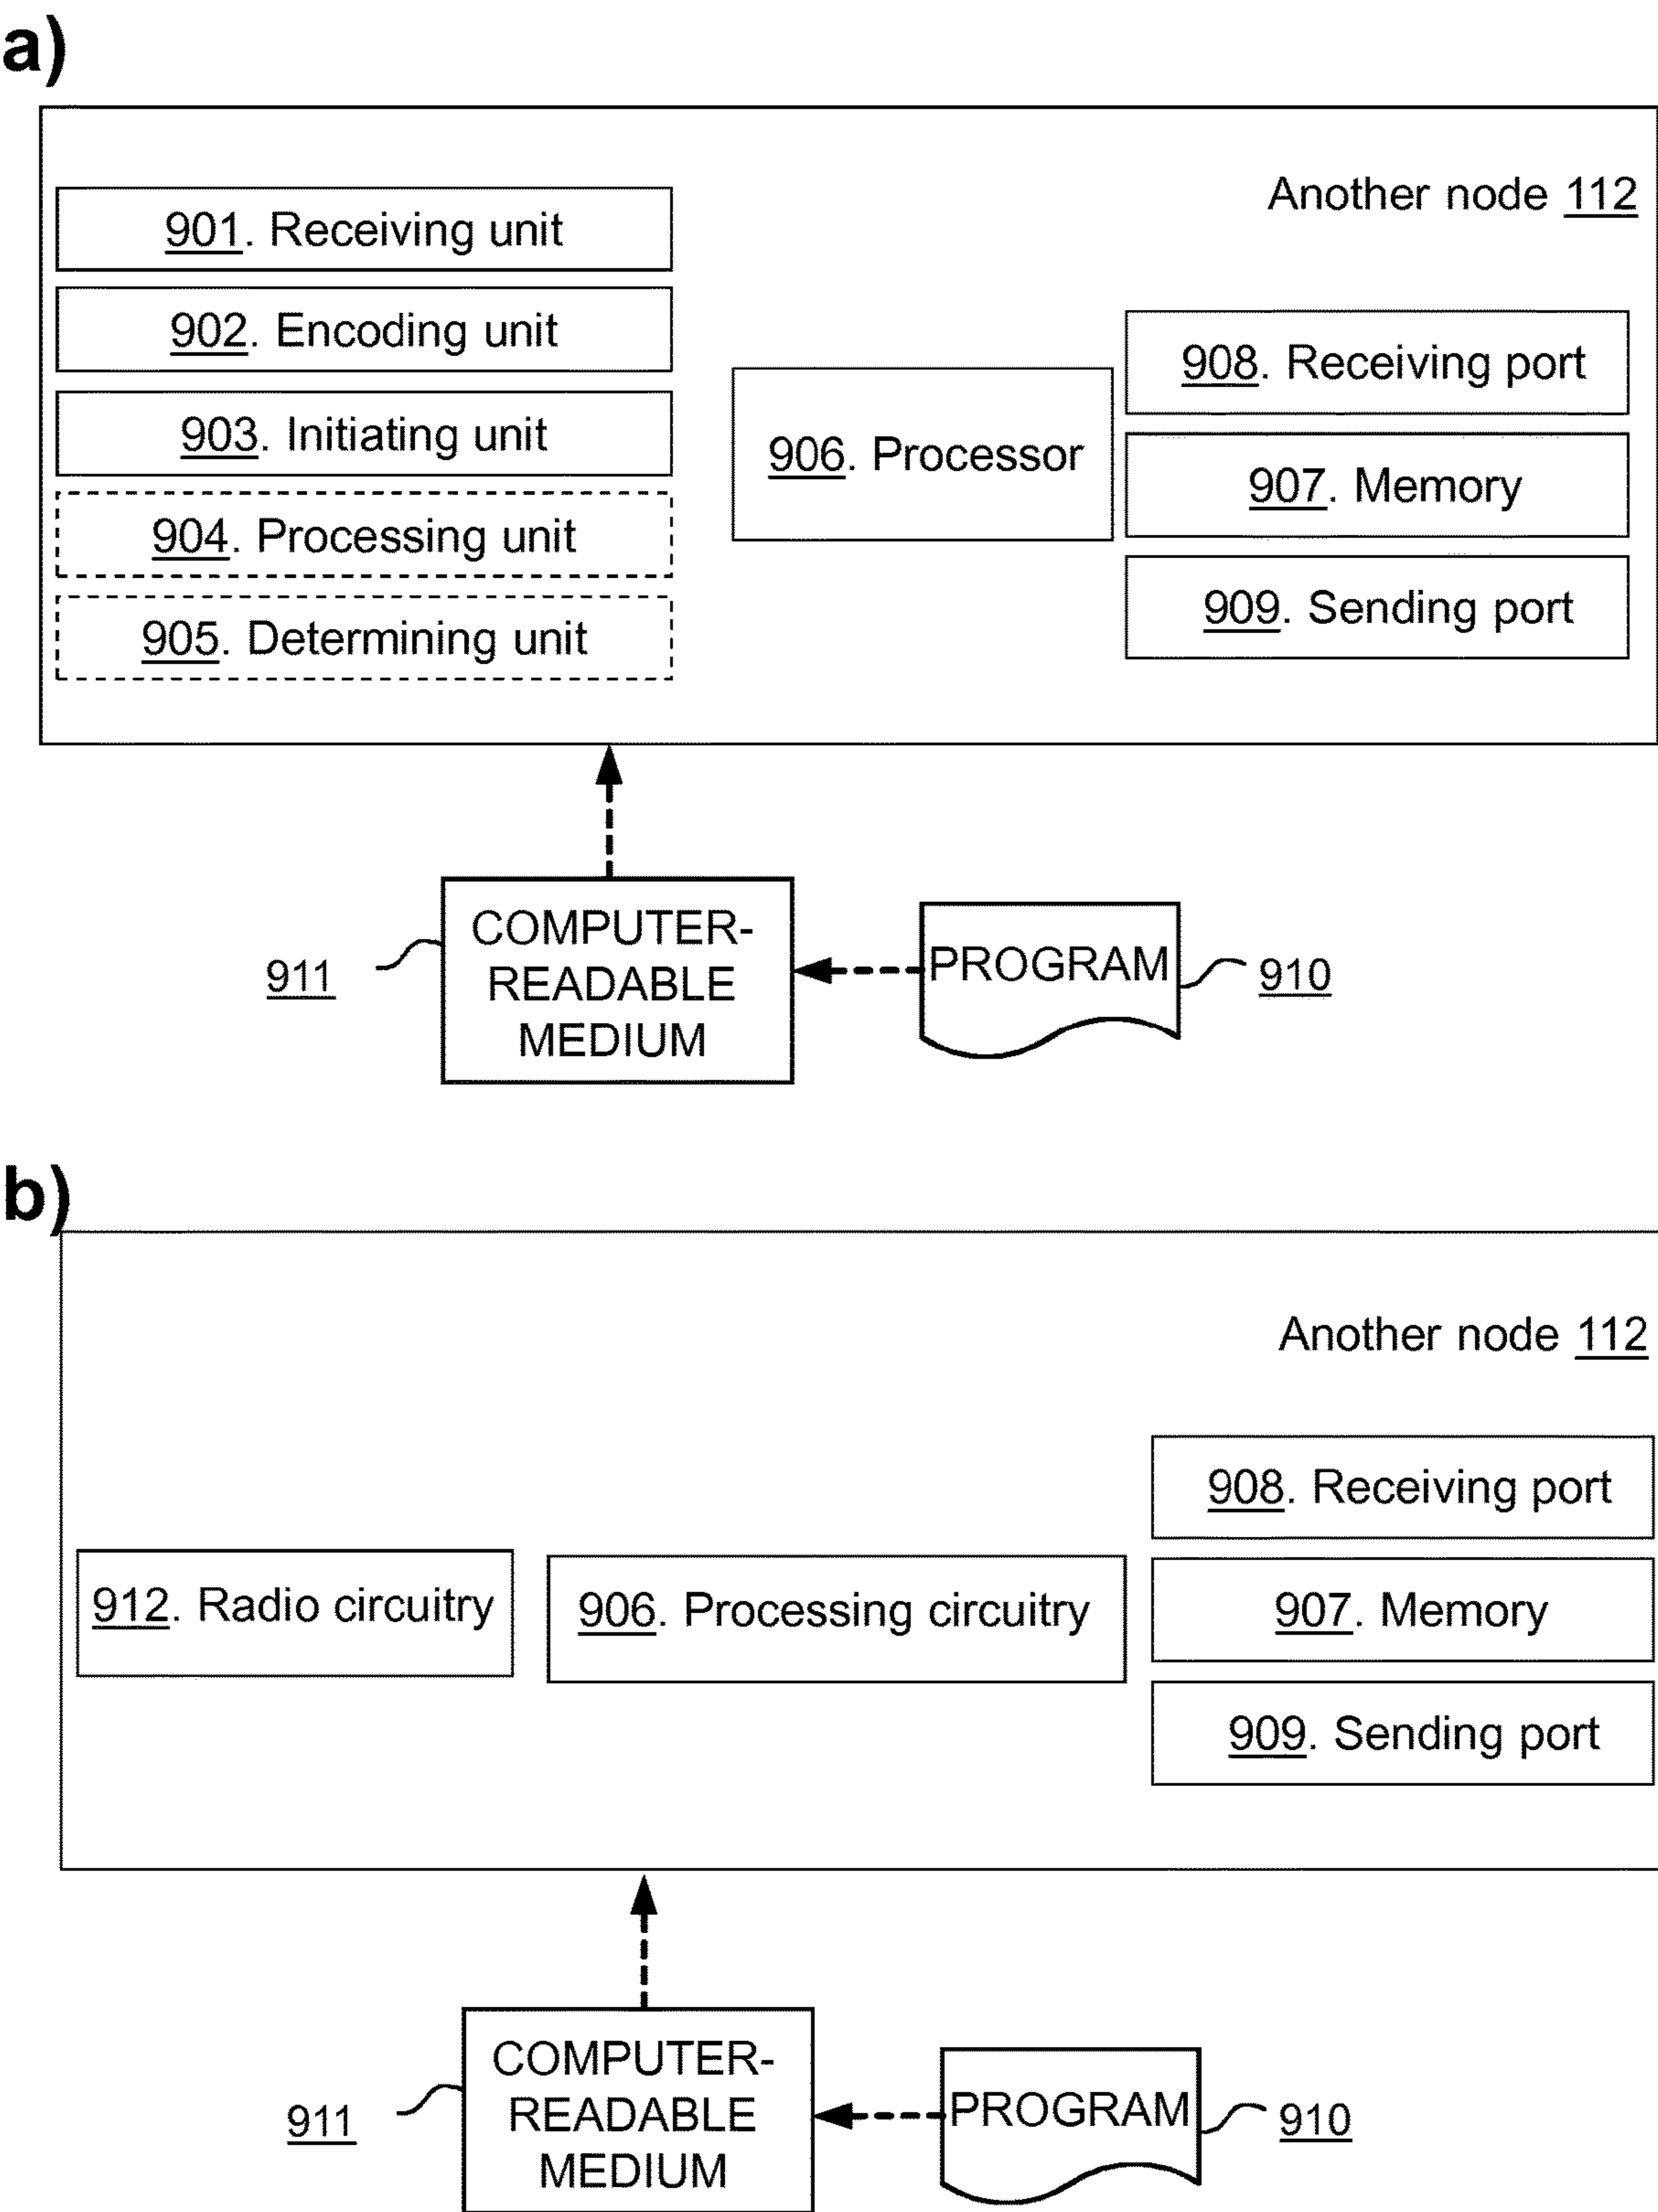 a)
Another node 112
901. Receiving unit
902. Encoding unit
903. Initiating unit
904. Processing unit
905. Determining unit
906. Processor
908. Receiving port
907. Memory
909. Sending port
COMPUTER-
READABLE
MEDIUM
911
PROGRAM
910
b)
Another node 112
912. Radio circuitry
906. Processing circuitry
908. Receiving port
907. Memory
909. Sending port
COMPUTER-
READABLE
MEDIUM
911
PROGRAM
910